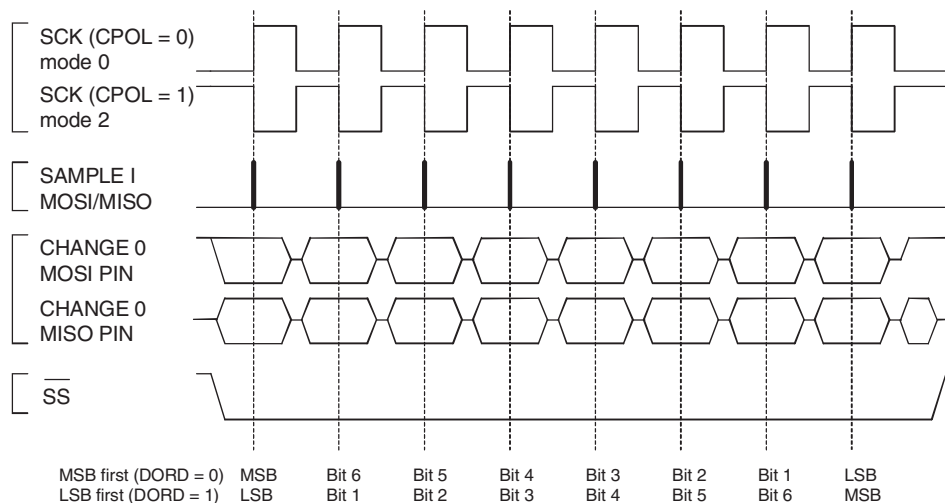 SCK (CPOL = 0)
mode 0
SCK (CPOL = 1)
mode 2
SAMPLE I
MOSI/MISO
CHANGE 0
MOSI PIN
CHANGE 0
MISO PIN
SS
MSB first (DORD = 0) MSB Bit 6 Bit 5 Bit 4 Bit 3 Bit 2 Bit 1 LSB
LSB first (DORD = 1) LSB Bit 1 Bit 2 Bit 3 Bit 4 Bit 5 Bit 6 MSB